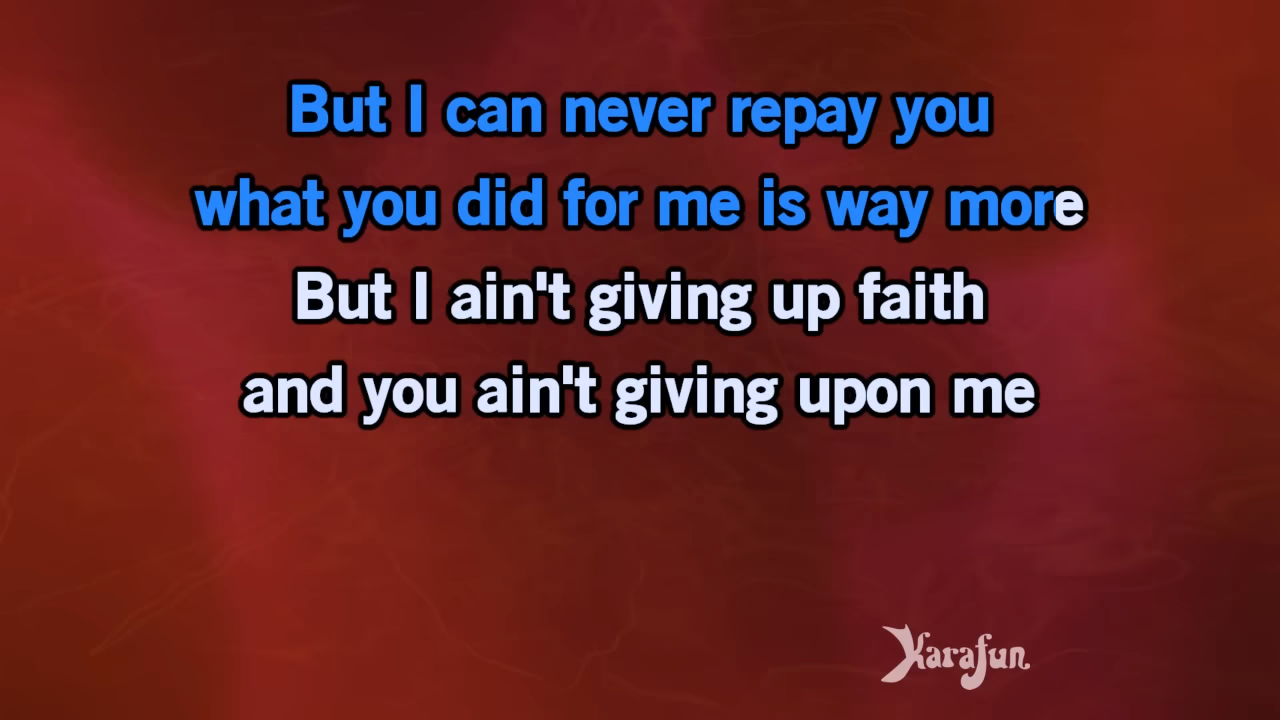 But I can never repay you
what you did for me is way more
But I ain't giving up faith
and you ain't giving upon me
Karafun